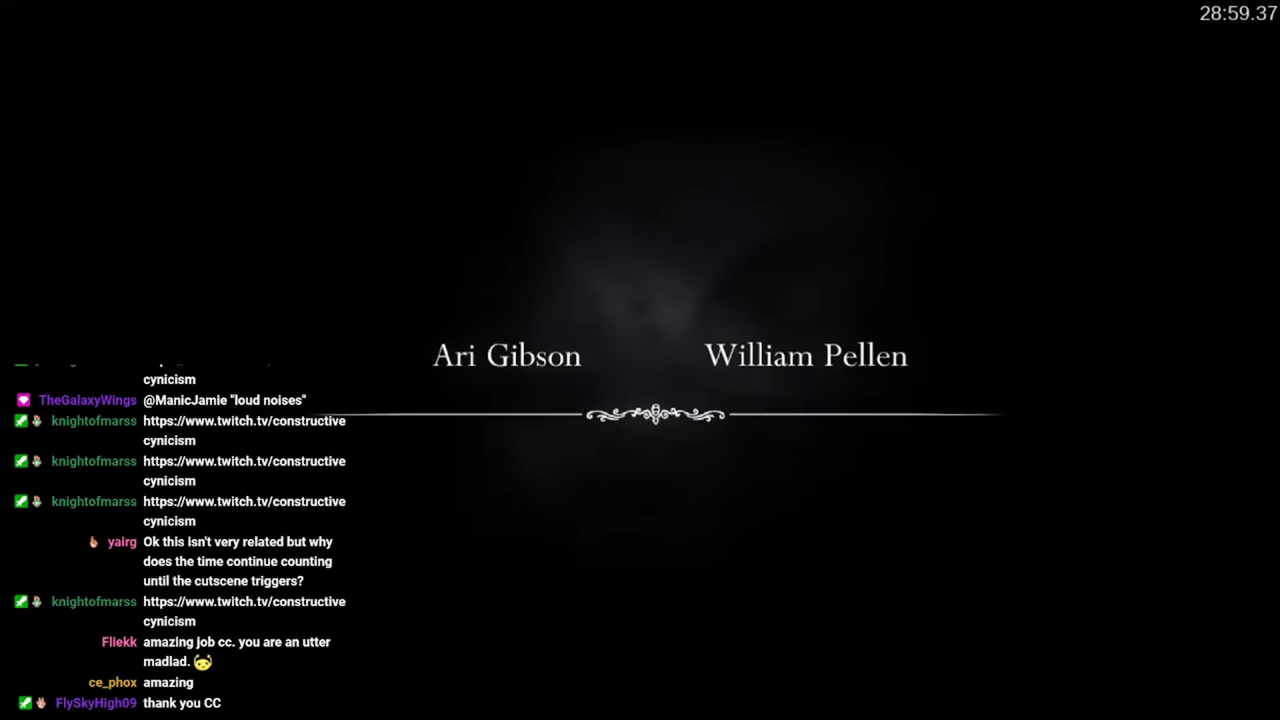 28:59.37
Ari Gibson William Pellen
cynicism
TheGalaxyWings @ManicJamie "loud noises"
knightofmarss https://www.twitch.tv/constructive
cynicism
knightofmarss https://www.twitch.tv/constructive
cynicism
knightofmarss https://www.twitch.tv/constructive
cynicism
yairg Ok this isn't very related but why
does the time continue counting
until the cutscene triggers?
knightofmarss https://www.twitch.tv/constructive
cynicism
Fliekk amazing job cc. you are an utter
madlad.
ce_phox amazing
FlySkyHigh09 thank you CC